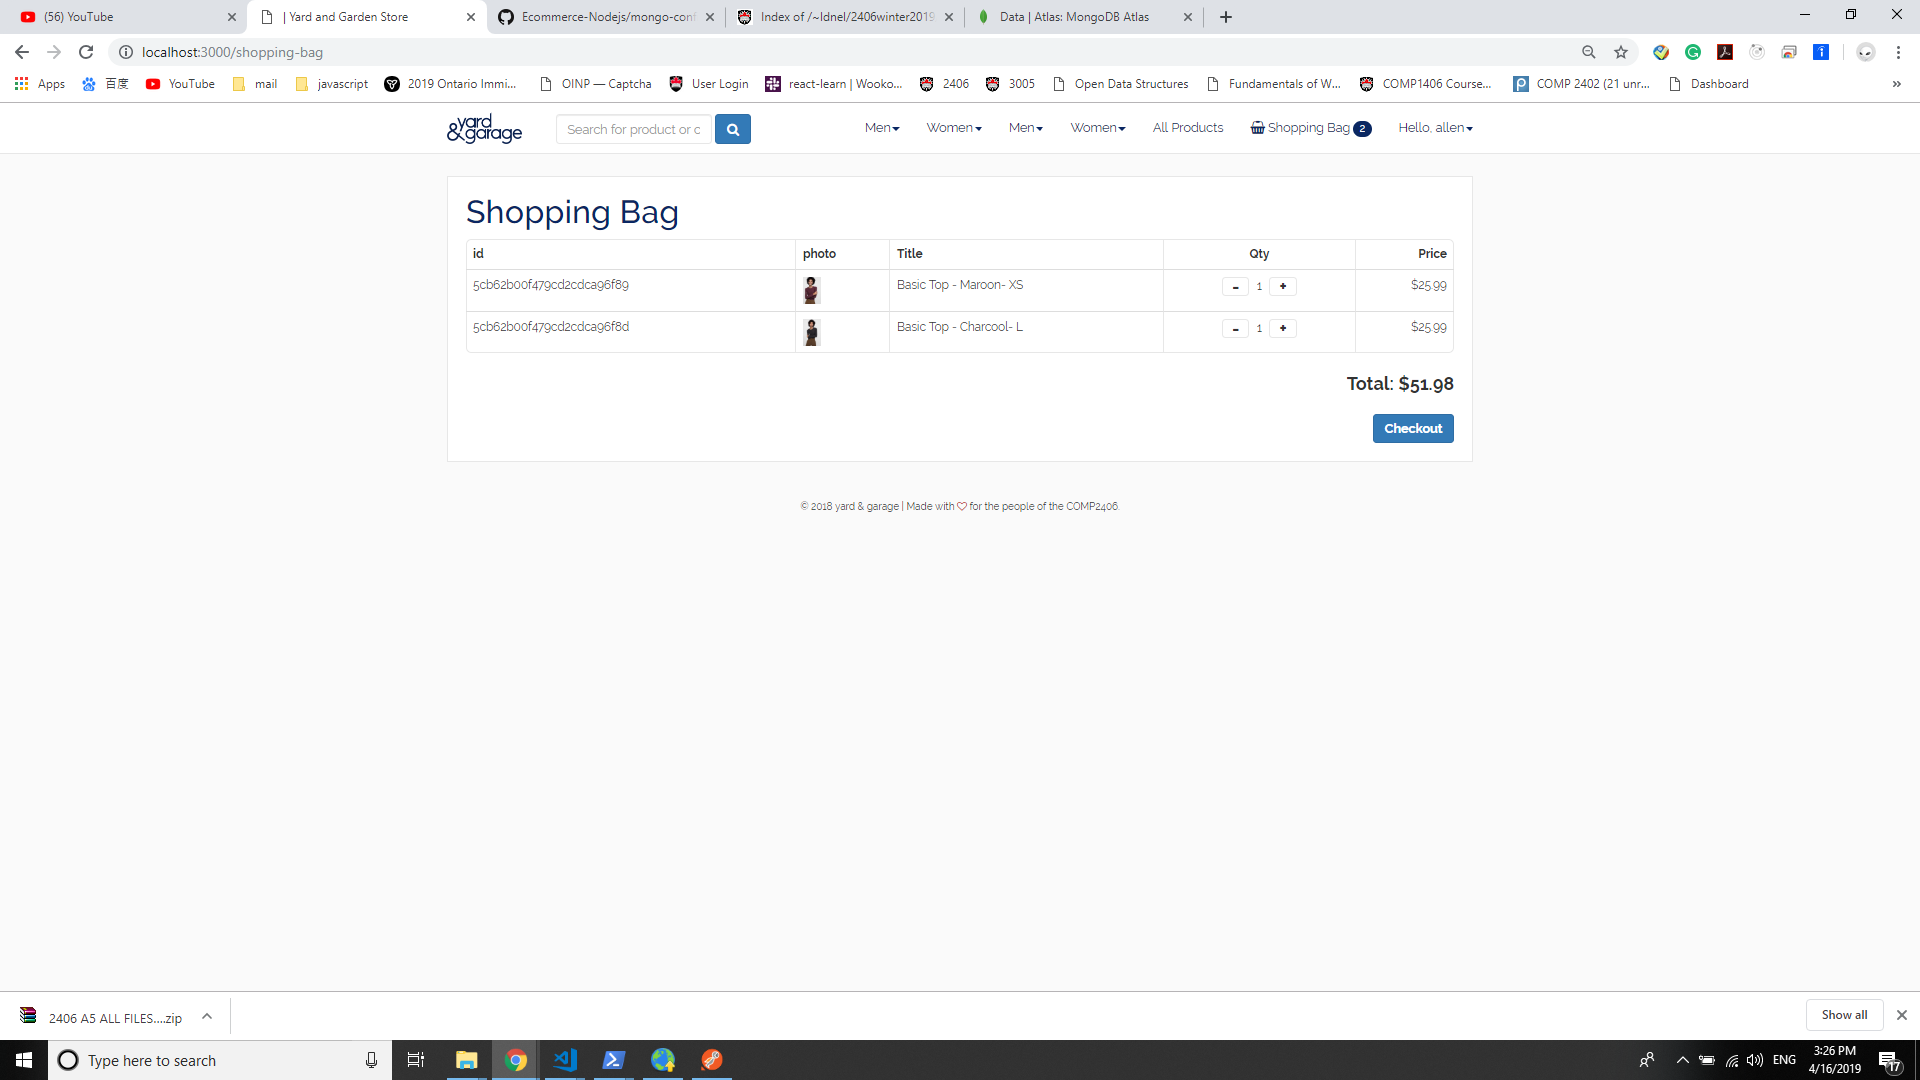 (56) YouTube
| Yard and Garden Store
Ecommerce-Nodejs/mongo-conf
Index of /~ldnel/2406winter2019
Data | Atlas: MongoDB Atlas
localhost:3000/shopping-bag
Apps
百度
YouTube
mail
javascript
2019 Ontario Immi...
OINP — Captcha
User Login
react-learn | Wooko...
2406
3005
Open Data Structures
Fundamentals of W...
COMP1406 Course...
COMP 2402 (21 unr...
Dashboard
»
yard &garage
Search for product or c
Men
Women
Men
Women
All Products
Shopping Bag 2
Hello, allen
Shopping Bag
id photo Title Qty Price
5cb62b00f479cd2cdca96f89 Basic Top - Maroon- XS - 1 + $25.99
5cb62b00f479cd2cdca96f8d Basic Top - Charcool- L - 1 + $25.99
Total: $51.98
Checkout
© 2018 yard & garage | Made with ♡ for the people of the COMP2406.
2406 A5 ALL FILES....zip
Show all
Type here to search
ENG
3:26 PM
4/16/2019
17